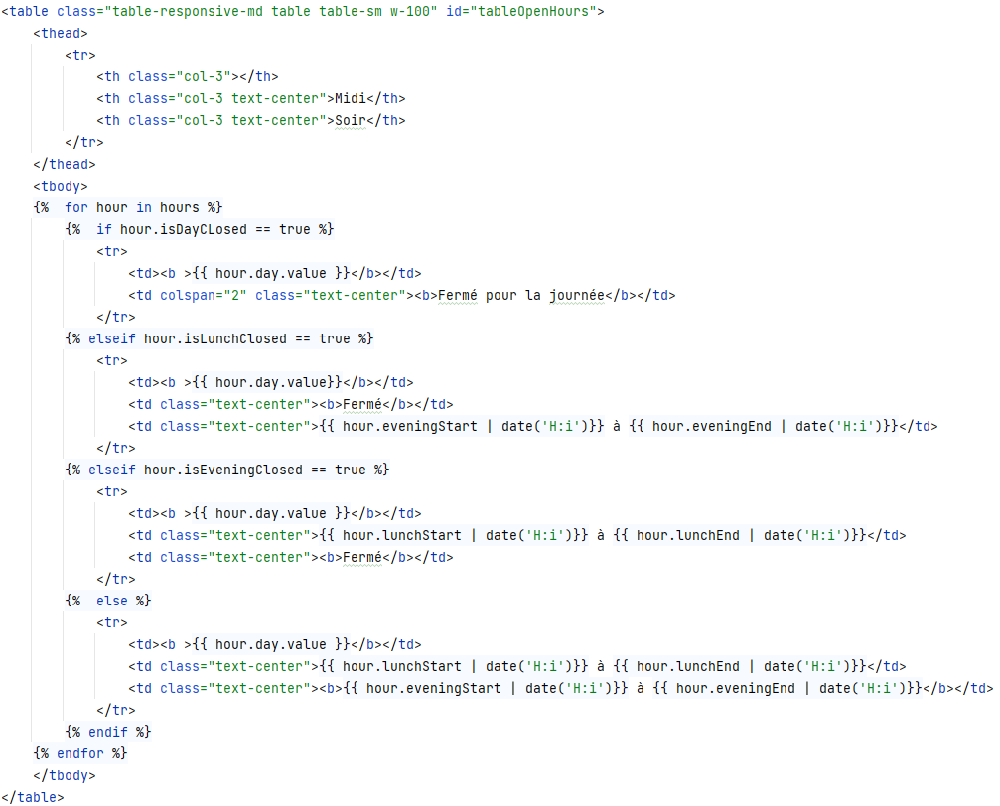 <table class="table-responsive-md table table-sm w-100" id="tableOpenHours">
    <thead>
        <tr>
            <th class="col-3"></th>
            <th class="col-3 text-center">Midi</th>
            <th class="col-3 text-center">Soir</th>
        </tr>
    </thead>
    <tbody>
    {%  for hour in hours %}
        {%  if hour.isDayCLosed == true %}
            <tr>
                <td><b >{{ hour.day.value }}</b></td>
                <td colspan="2" class="text-center"><b>Fermé pour la journée</b></td>
            </tr>
        {% elseif hour.isLunchClosed == true %}
            <tr>
                <td><b >{{ hour.day.value}}</b></td>
                <td class="text-center"><b>Fermé</b></td>
                <td class="text-center">{{ hour.eveningStart | date('H:i')}} à {{ hour.eveningEnd | date('H:i')}}</td>
            </tr>
        {% elseif hour.isEveningClosed == true %}
            <tr>
                <td><b >{{ hour.day.value }}</b></td>
                <td class="text-center">{{ hour.lunchStart | date('H:i')}} à {{ hour.lunchEnd | date('H:i')}}</td>
                <td class="text-center"><b>Fermé</b></td>
            </tr>
        {%  else %}
            <tr>
                <td><b >{{ hour.day.value }}</b></td>
                <td class="text-center">{{ hour.lunchStart | date('H:i')}} à {{ hour.lunchEnd | date('H:i')}}</td>
                <td class="text-center"><b>{{ hour.eveningStart | date('H:i')}} à {{ hour.eveningEnd | date('H:i')}}</b></td>
            </tr>
        {% endif %}
    {% endfor %}
    </tbody>
</table>